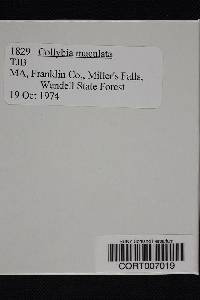 1829 Collybia maculata
TJB
MA, Franklin Co., Miller's Falls,
Wendell State Forest
19 Oct 1974
CORT007019